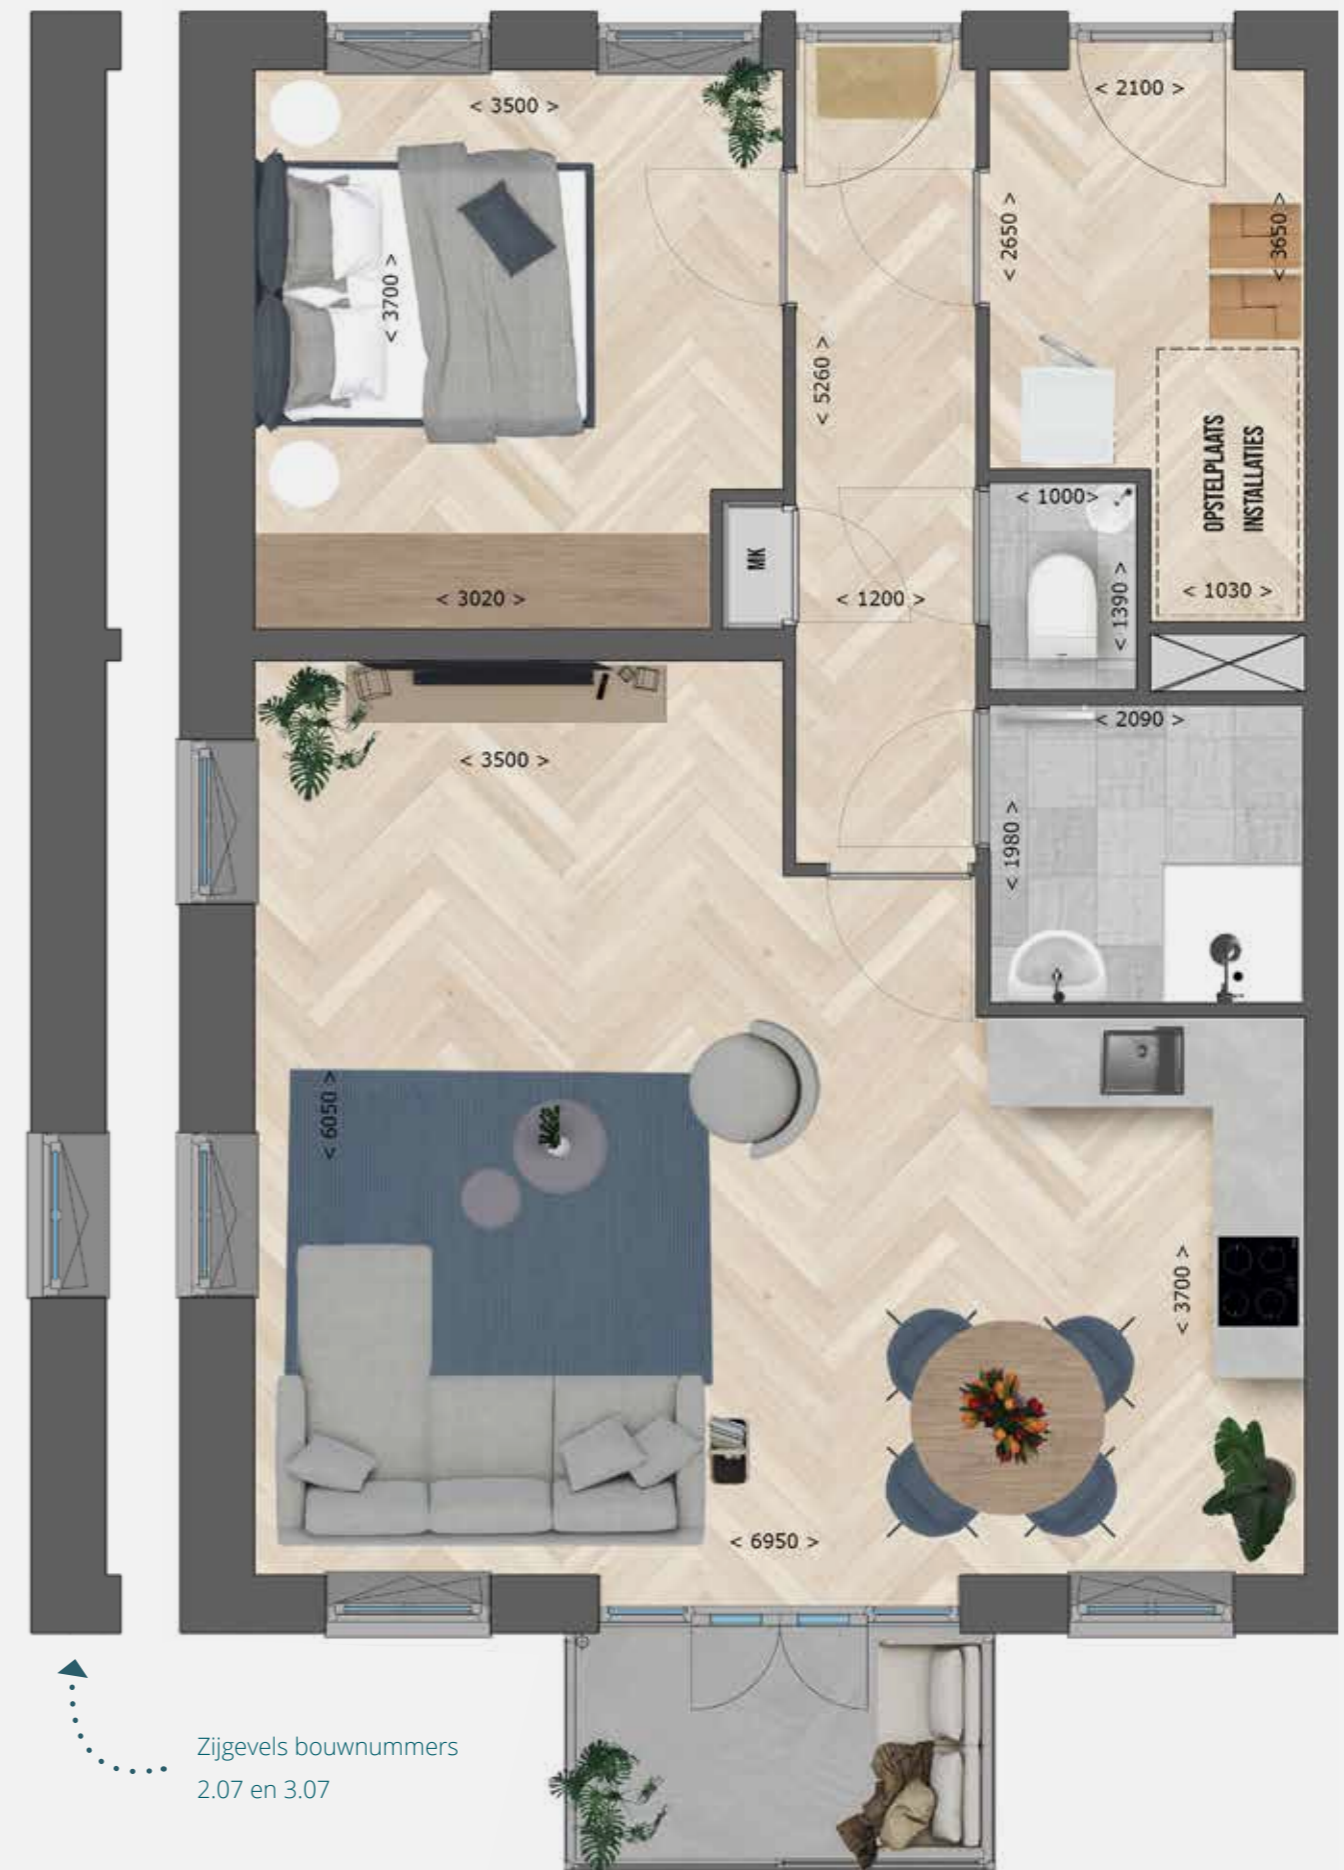 < 3500 >
< 2100 >
< 2650 >
< 3650 >
< 3700 >
< 5260 >
OPSTELPLAATS
INSTALLATIES
< 1000>
MK
< 1390 >
< 1030 >
< 3020 >
< 1200 >
< 2090 >
< 3500 >
< 1980 >
< 6050 >
< 3700 >
< 6950 >
Zijgevels bouwnummers
2.07 en 3.07